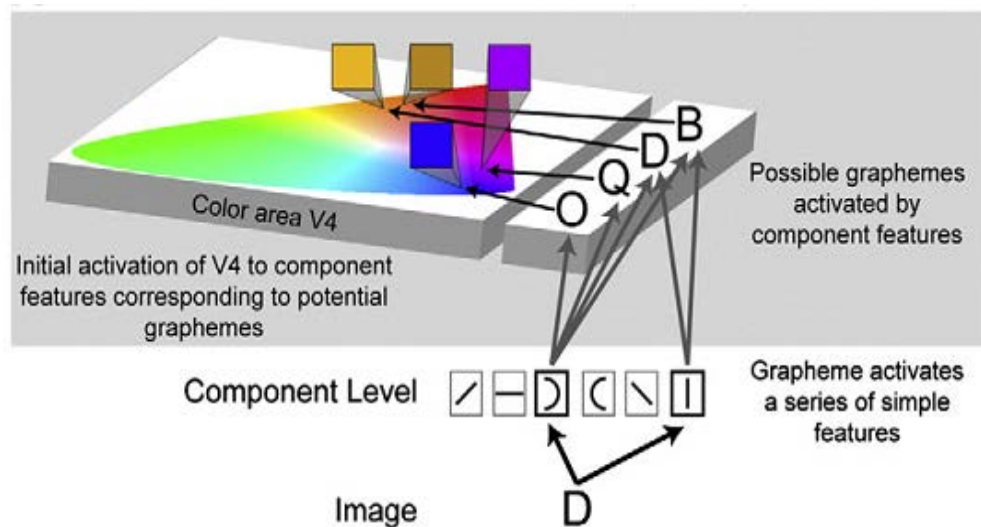 B
D
Q
O
Color area V4
Possible graphemes
activated by
component features
Initial activation of V4 to component
features corresponding to potential
graphemes
Component Level
Grapheme activates
a series of simple
features
Image
D